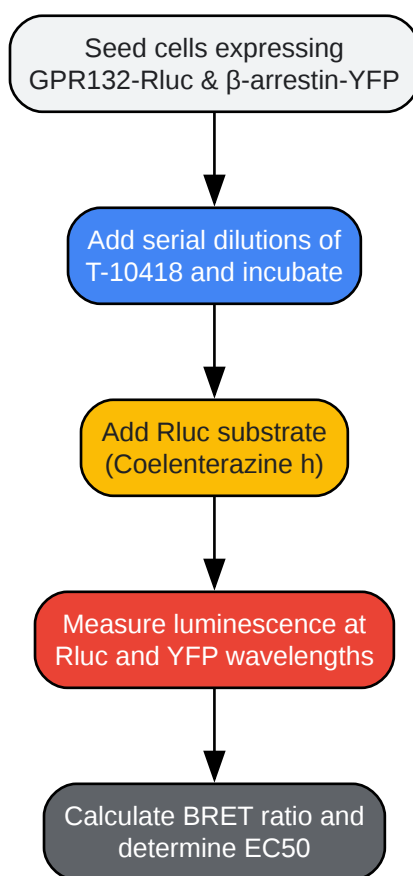 Seed cells expressing
GPR132-Rluc & β-arrestin-YFP
Add serial dilutions of
T-10418 and incubate
Add Rluc substrate
(Coelenterazine h)
Measure luminescence at
Rluc and YFP wavelengths
Calculate BRET ratio and
determine EC50